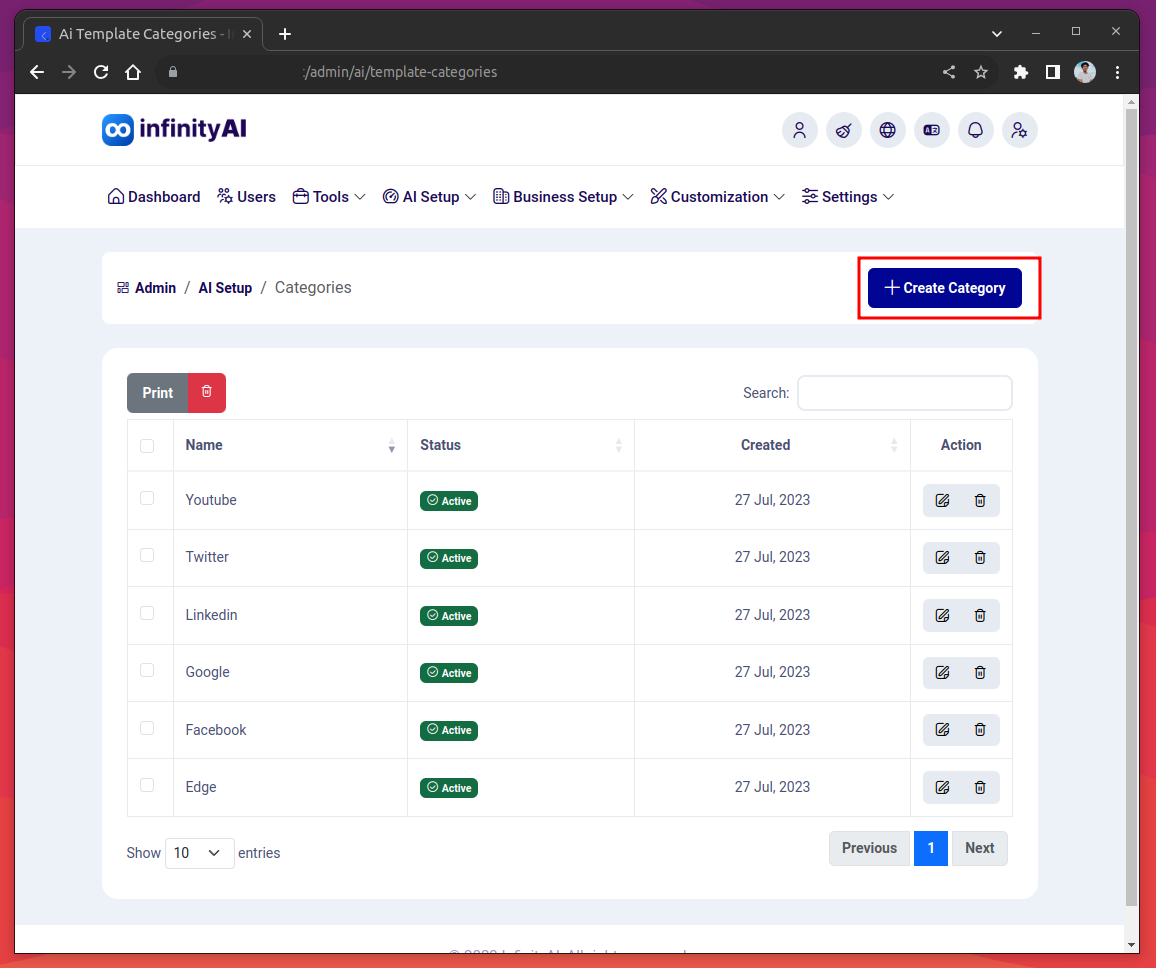 Ai Template Categories - I
:/admin/ai/template-categories
infinityAI
Dashboard Users Tools AI Setup Business Setup Customization Settings
Admin / AI Setup / Categories
Create Category
Print
Search:
Name Status Created Action
Youtube Active 27 Jul, 2023
Twitter Active 27 Jul, 2023
Linkedin Active 27 Jul, 2023
Google Active 27 Jul, 2023
Facebook Active 27 Jul, 2023
Edge Active 27 Jul, 2023
Show 10 entries
Previous 1 Next